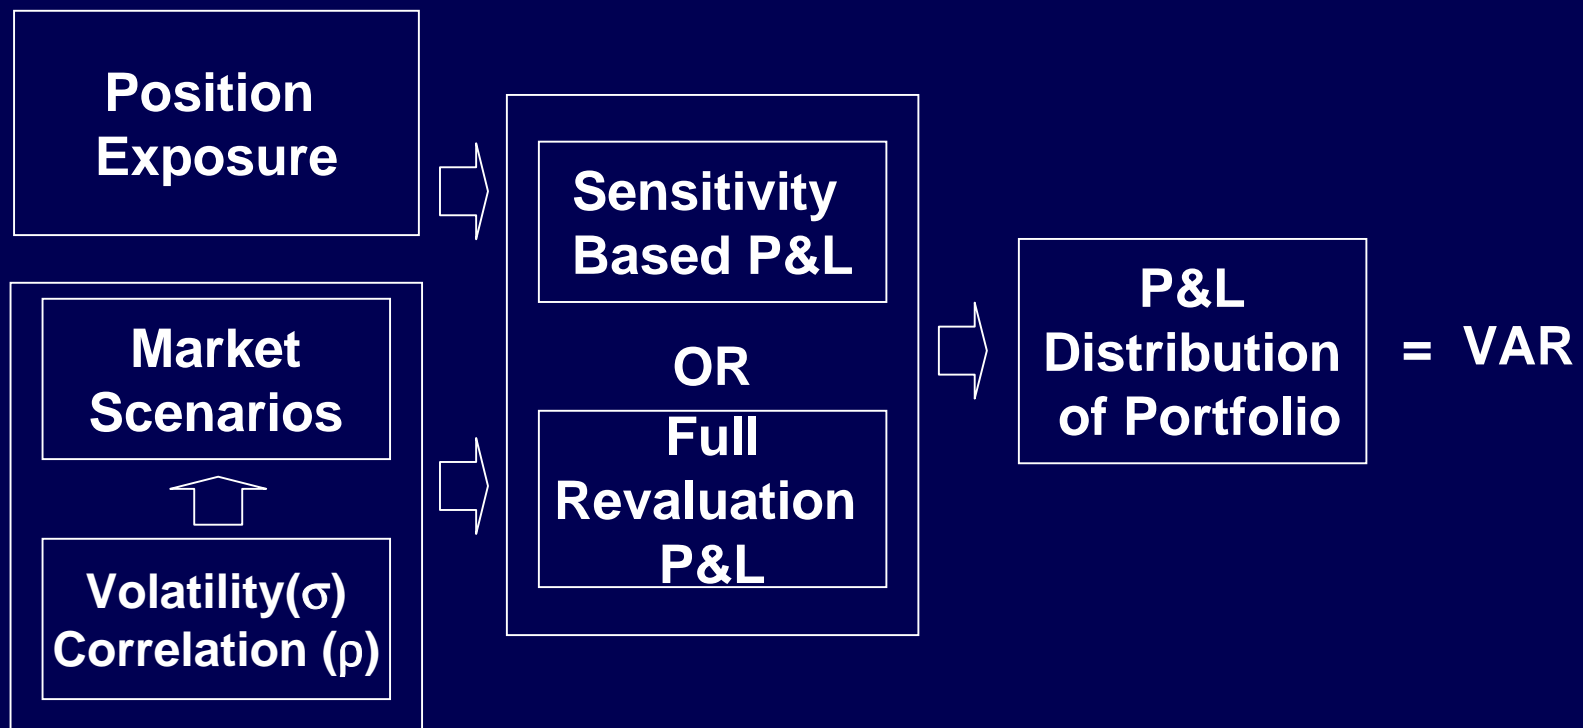 Position
Exposure
Market
Scenarios
Volatility(σ)
Correlation (ρ)
Sensitivity
Based P&L
OR
Full
Revaluation
P&L
P&L
Distribution
of Portfolio
= VAR